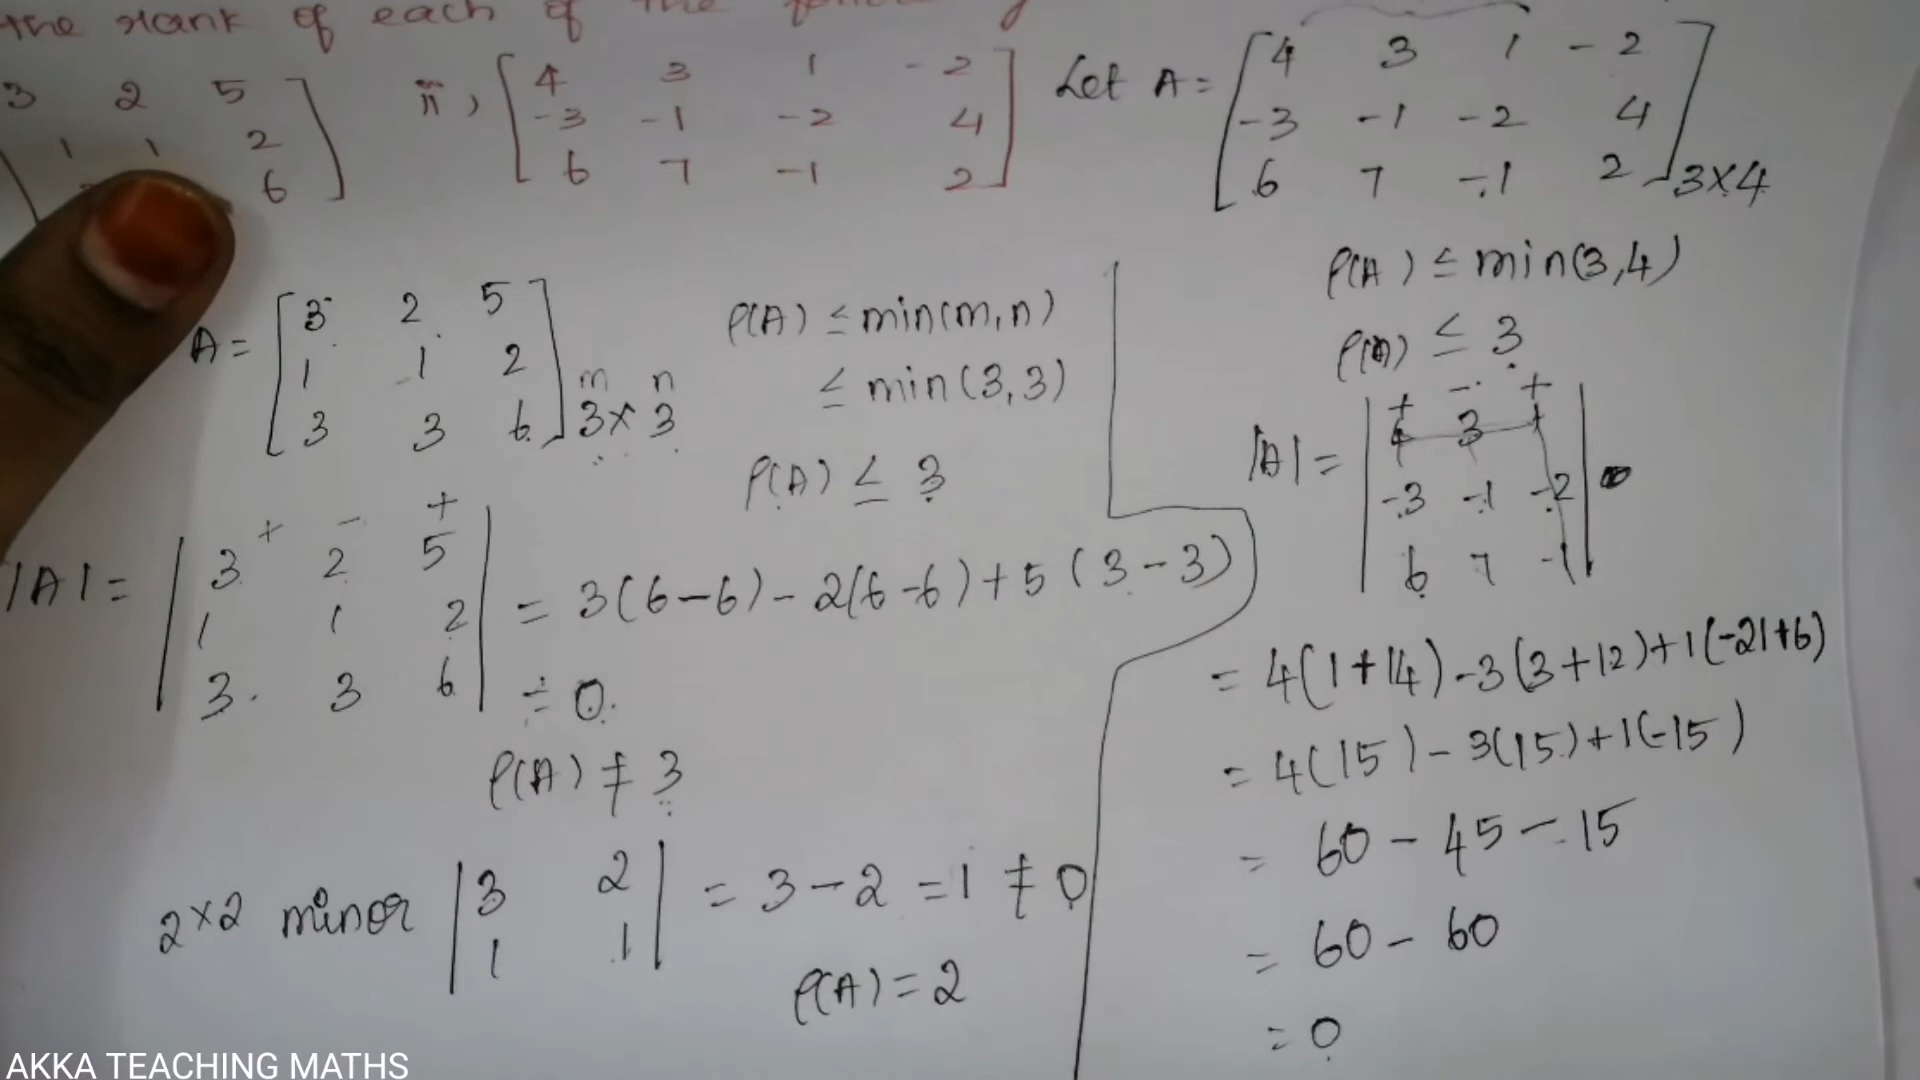 the rank of each of the
3 2 5
1 1 2
6
ii, [ 4 3 1 -2
-3 -1 -2 4
6 7 -1 2 ]
Let A = [ 4 3 1 -2
-3 -1 -2 4
6 7 -1 2 ] 3×4
A = [ 3 2 5
1 1 2
3 3 6 ] 3×3
m n
ρ(A) ≤ min(m,n)
≤ min(3,3)
ρ(A) ≤ 3
|A| = | 3 2 5
1 1 2
3 3 6 |
+ - +
= 3(6-6) - 2(6-6) + 5(3-3)
= 0
ρ(A) ≠ 3
2×2 minor | 3 2
1 1 | = 3-2 = 1 ≠ 0
ρ(A) = 2
ρ(A) ≤ min(3,4)
ρ(A) ≤ 3
+ - +
|A| = | 4 3 1
-3 -1 -2
6 7 -1 |
= 4(1+14) -3(3+12)+1(-21+6)
= 4(15) - 3(15)+1(-15)
= 60 - 45 - 15
= 60 - 60
= 0
AKKA TEACHING MATHS